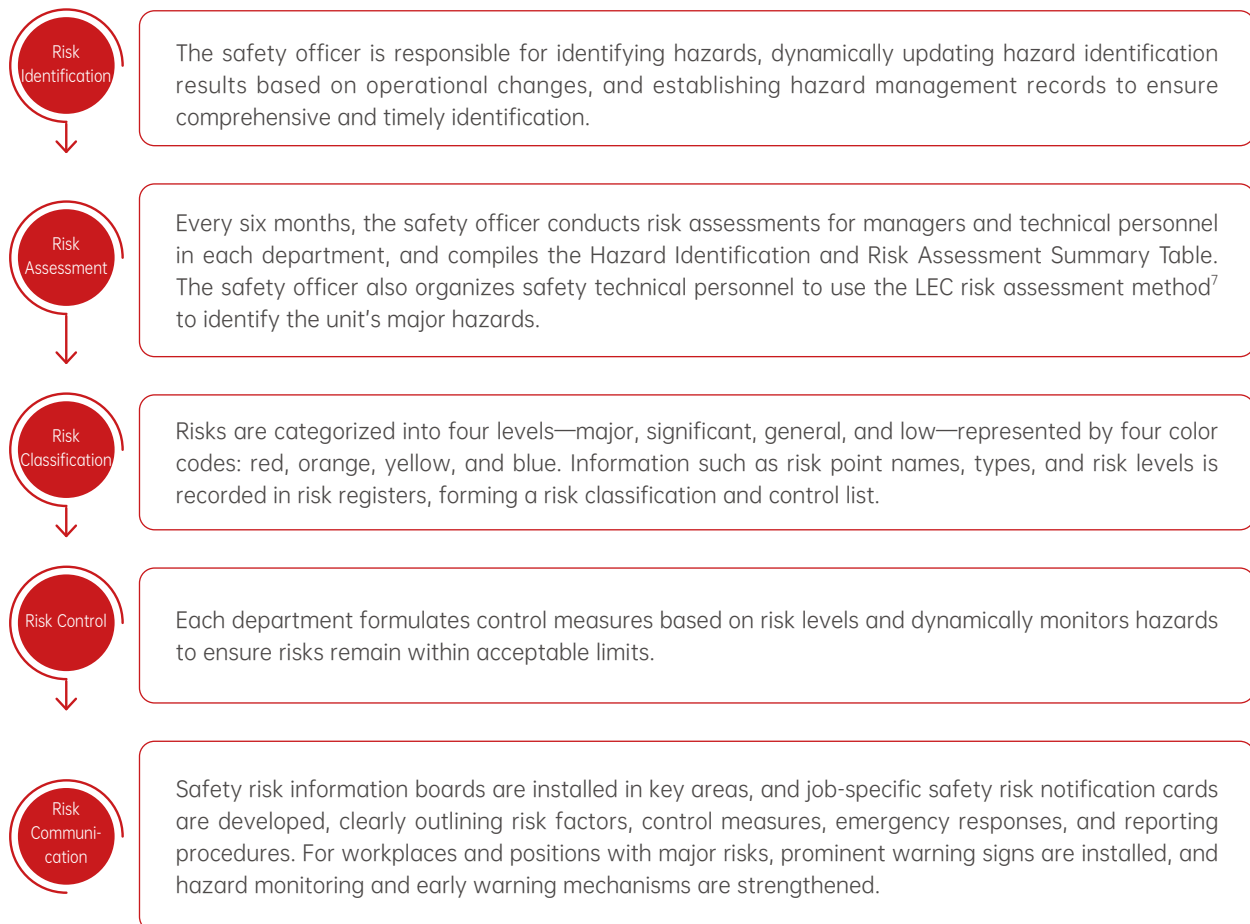 Risk
Identification
The safety officer is responsible for identifying hazards, dynamically updating hazard identification
results based on operational changes, and establishing hazard management records to ensure
comprehensive and timely identification.
Risk
Assessment
Every six months, the safety officer conducts risk assessments for managers and technical personnel
in each department, and compiles the Hazard Identification and Risk Assessment Summary Table.
The safety officer also organizes safety technical personnel to use the LEC risk assessment method7
to identify the unit's major hazards.
Risk
Classification
Risks are categorized into four levels—major, significant, general, and low—represented by four color
codes: red, orange, yellow, and blue. Information such as risk point names, types, and risk levels is
recorded in risk registers, forming a risk classification and control list.
Risk Control
Each department formulates control measures based on risk levels and dynamically monitors hazards
to ensure risks remain within acceptable limits.
Risk
Communi-
cation
Safety risk information boards are installed in key areas, and job-specific safety risk notification cards
are developed, clearly outlining risk factors, control measures, emergency responses, and reporting
procedures. For workplaces and positions with major risks, prominent warning signs are installed, and
hazard monitoring and early warning mechanisms are strengthened.